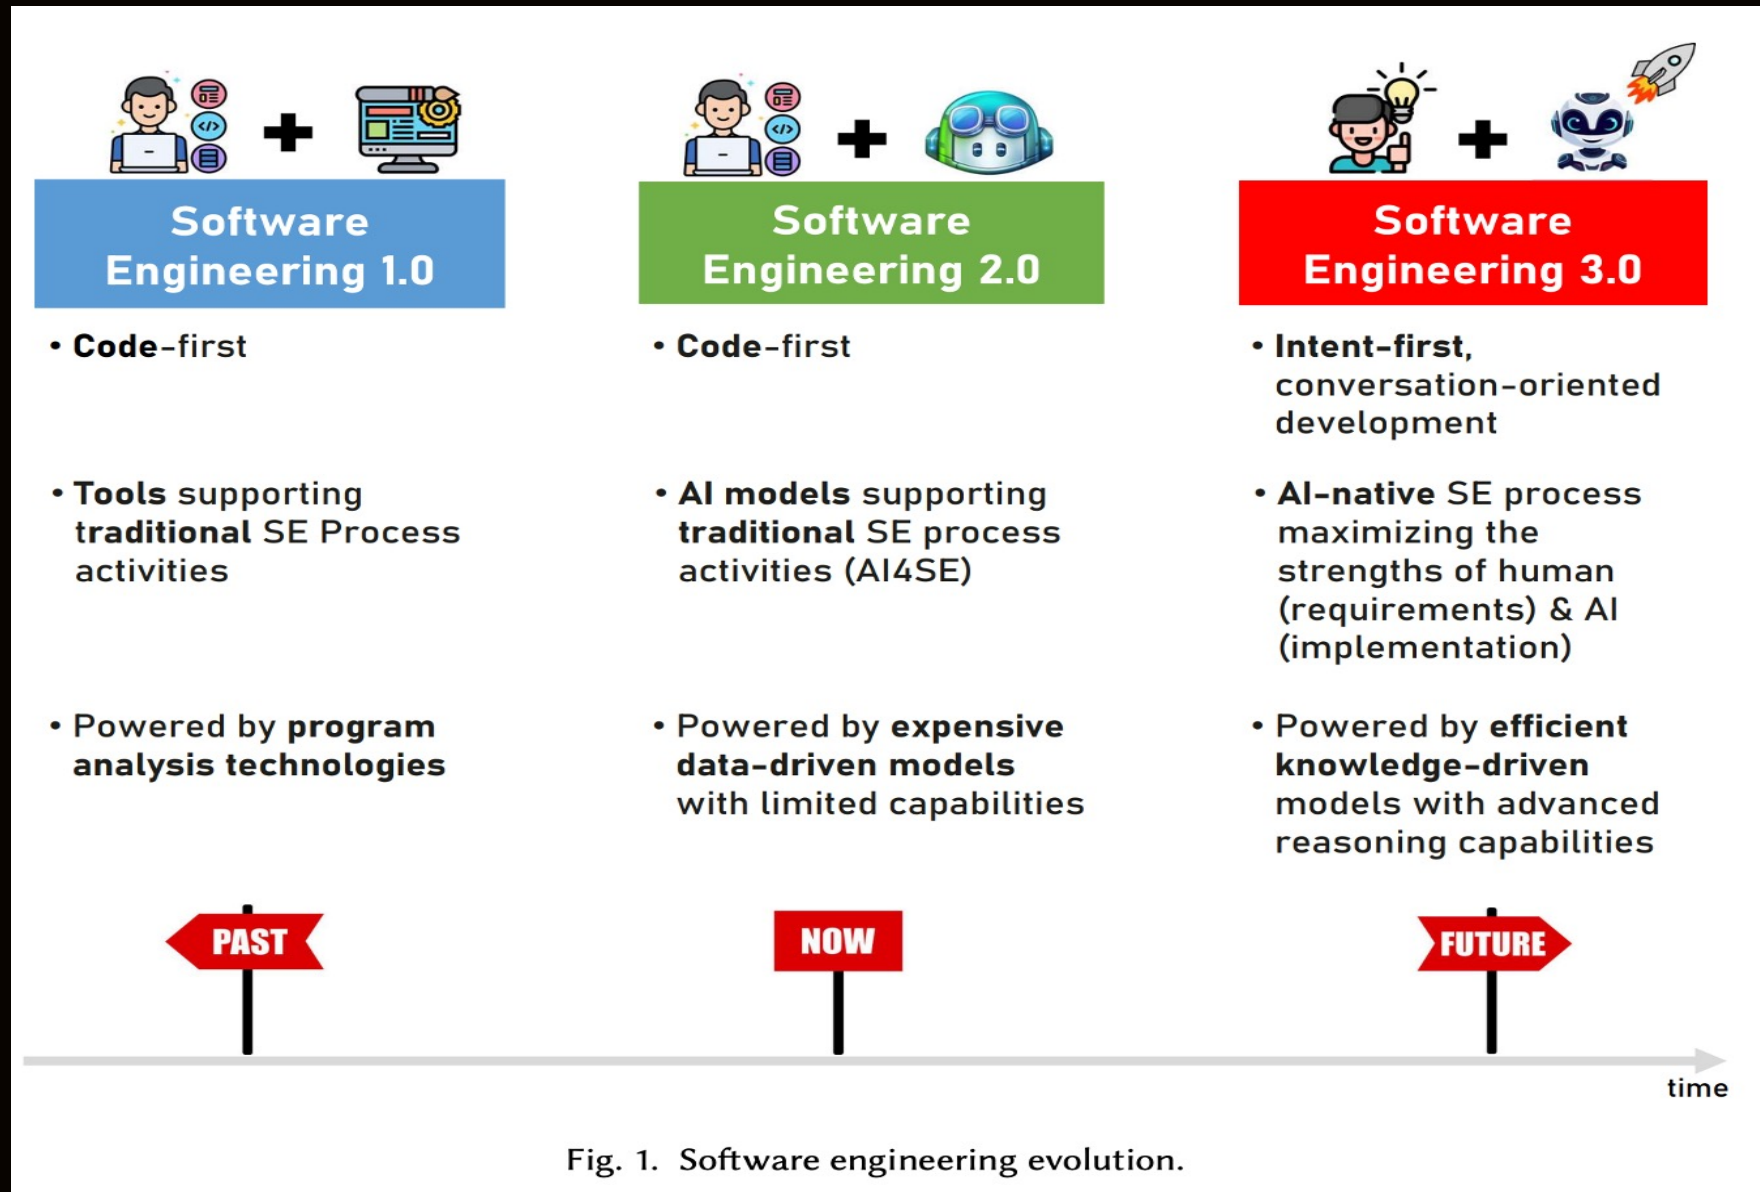 Software
Engineering 1.0
• Code-first
• Tools supporting
traditional SE Process
activities
• Powered by program
analysis technologies
PAST
Software
Engineering 2.0
• Code-first
• AI models supporting
traditional SE process
activities (AI4SE)
• Powered by expensive
data-driven models
with limited capabilities
NOW
Software
Engineering 3.0
• Intent-first,
conversation-oriented
development
• AI-native SE process
maximizing the
strengths of human
(requirements) & AI
(implementation)
• Powered by efficient
knowledge-driven
models with advanced
reasoning capabilities
FUTURE
time
Fig. 1. Software engineering evolution.